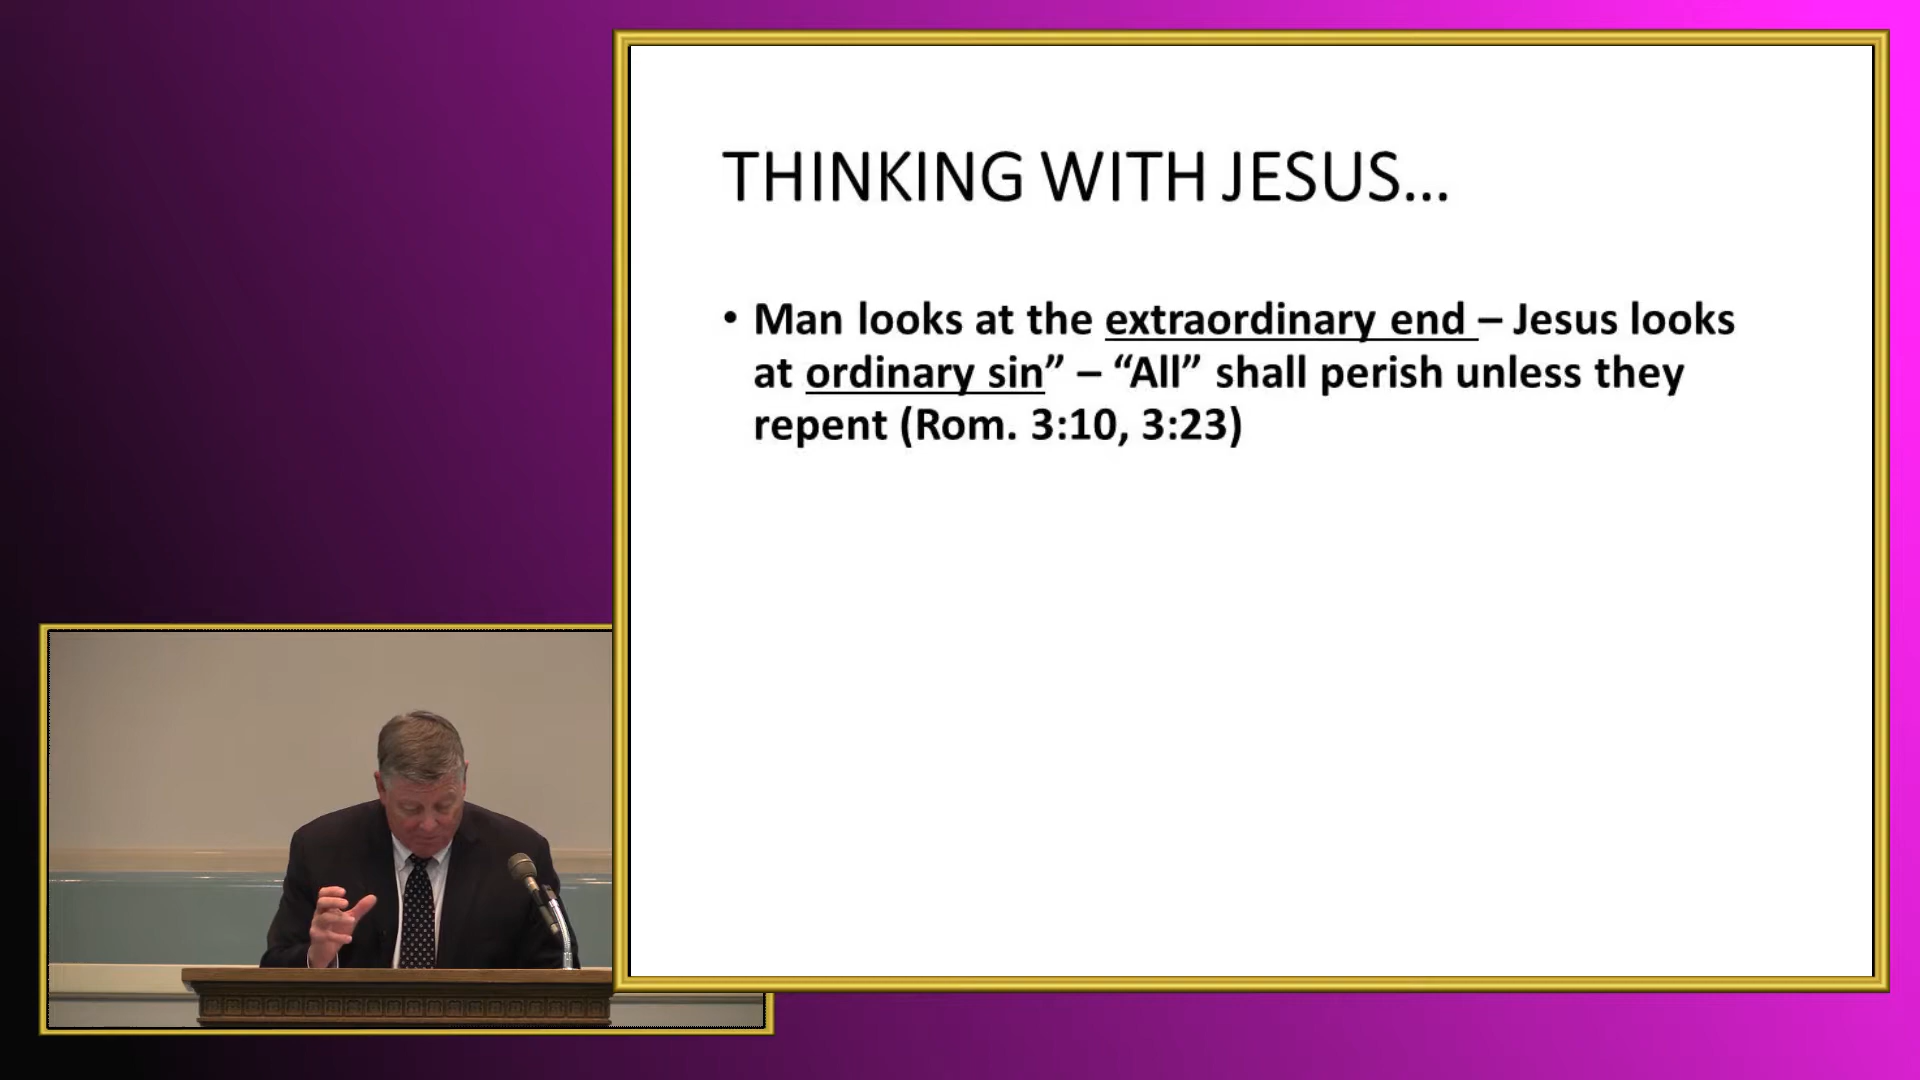 THINKING WITH JESUS...
• Man looks at the extraordinary end – Jesus looks
at ordinary sin” – “All” shall perish unless they
repent (Rom. 3:10, 3:23)